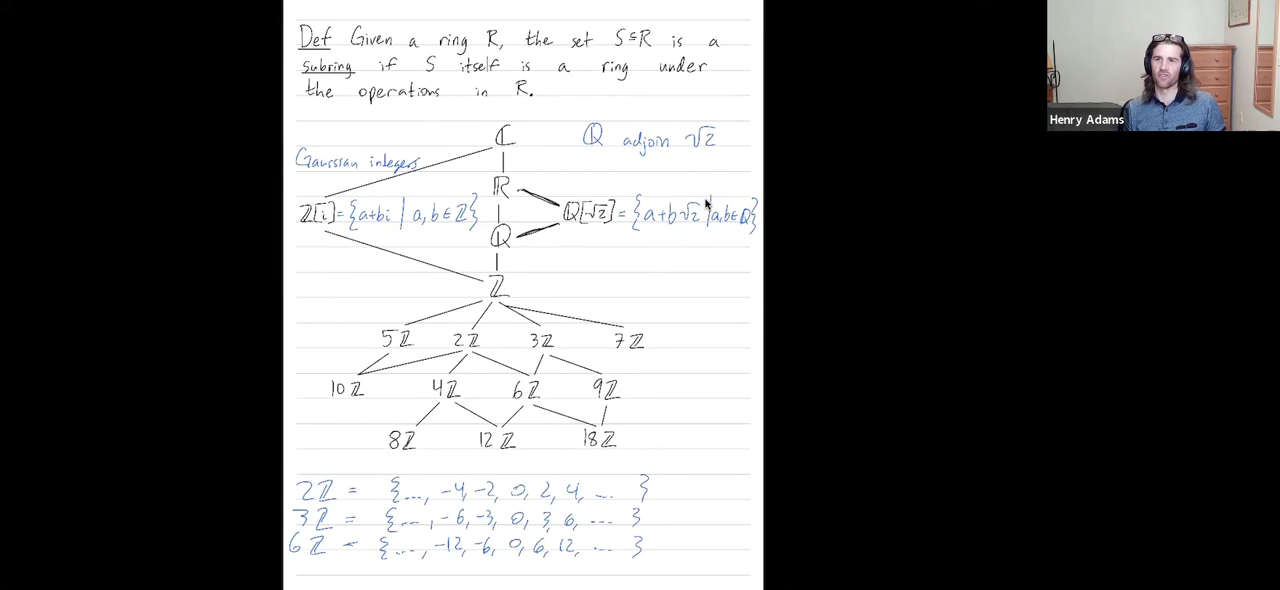 Def Given a ring R, the set S⊆R is a
subring if S itself is a ring under
the operations in R.
Henry Adams
ℂ
ℚ adjoin √2
Gaussian integers
ℝ
ℤ[i] = {a+bi | a, b ∈ ℤ}
ℚ[√2] = {a+b√2 | a,b∈ℚ}
ℚ
ℤ
5ℤ 2ℤ 3ℤ 7ℤ
10ℤ 4ℤ 6ℤ 9ℤ
8ℤ 12ℤ 18ℤ
2ℤ = {..., -4, -2, 0, 2, 4, ... }
3ℤ = {..., -6, -3, 0, 3, 6, ... }
6ℤ = {..., -12, -6, 0, 6, 12, ... }